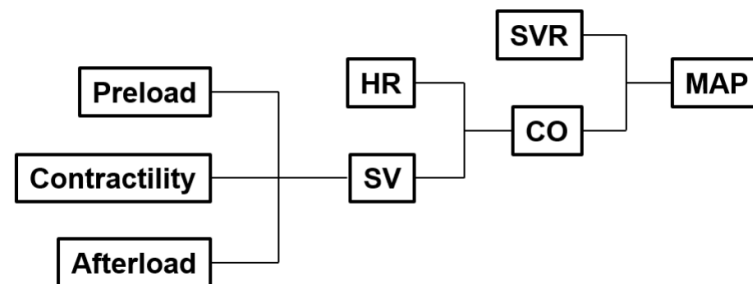 SVR
HR
MAP
Preload
CO
Contractility
SV
Afterload